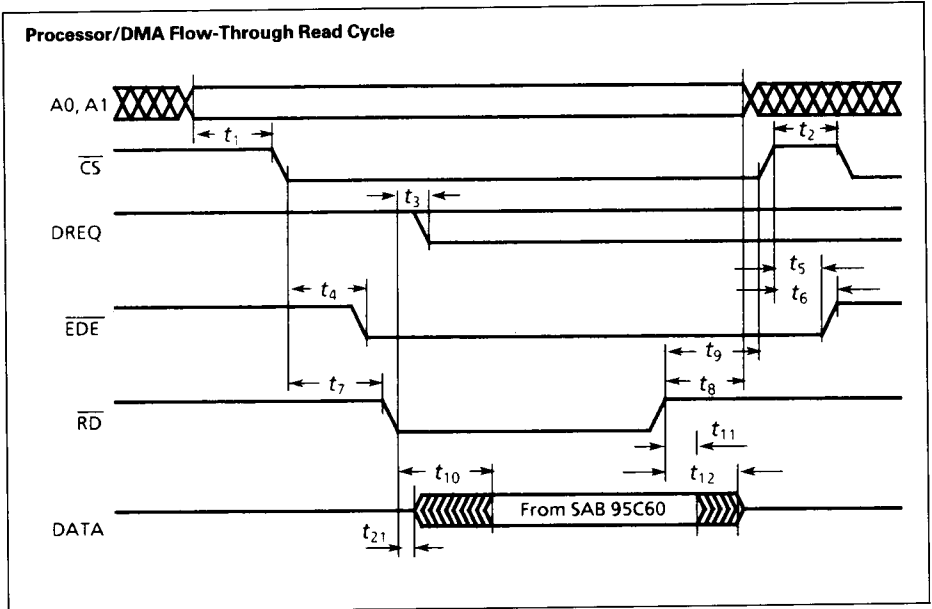 Processor/DMA Flow-Through Read Cycle
A0, A1
t1
t2
CS
t3
DREQ
t5
t4
t6
EDE
t9
t7
t8
RD
t11
t10
t12
From SAB 95C60
DATA
t21